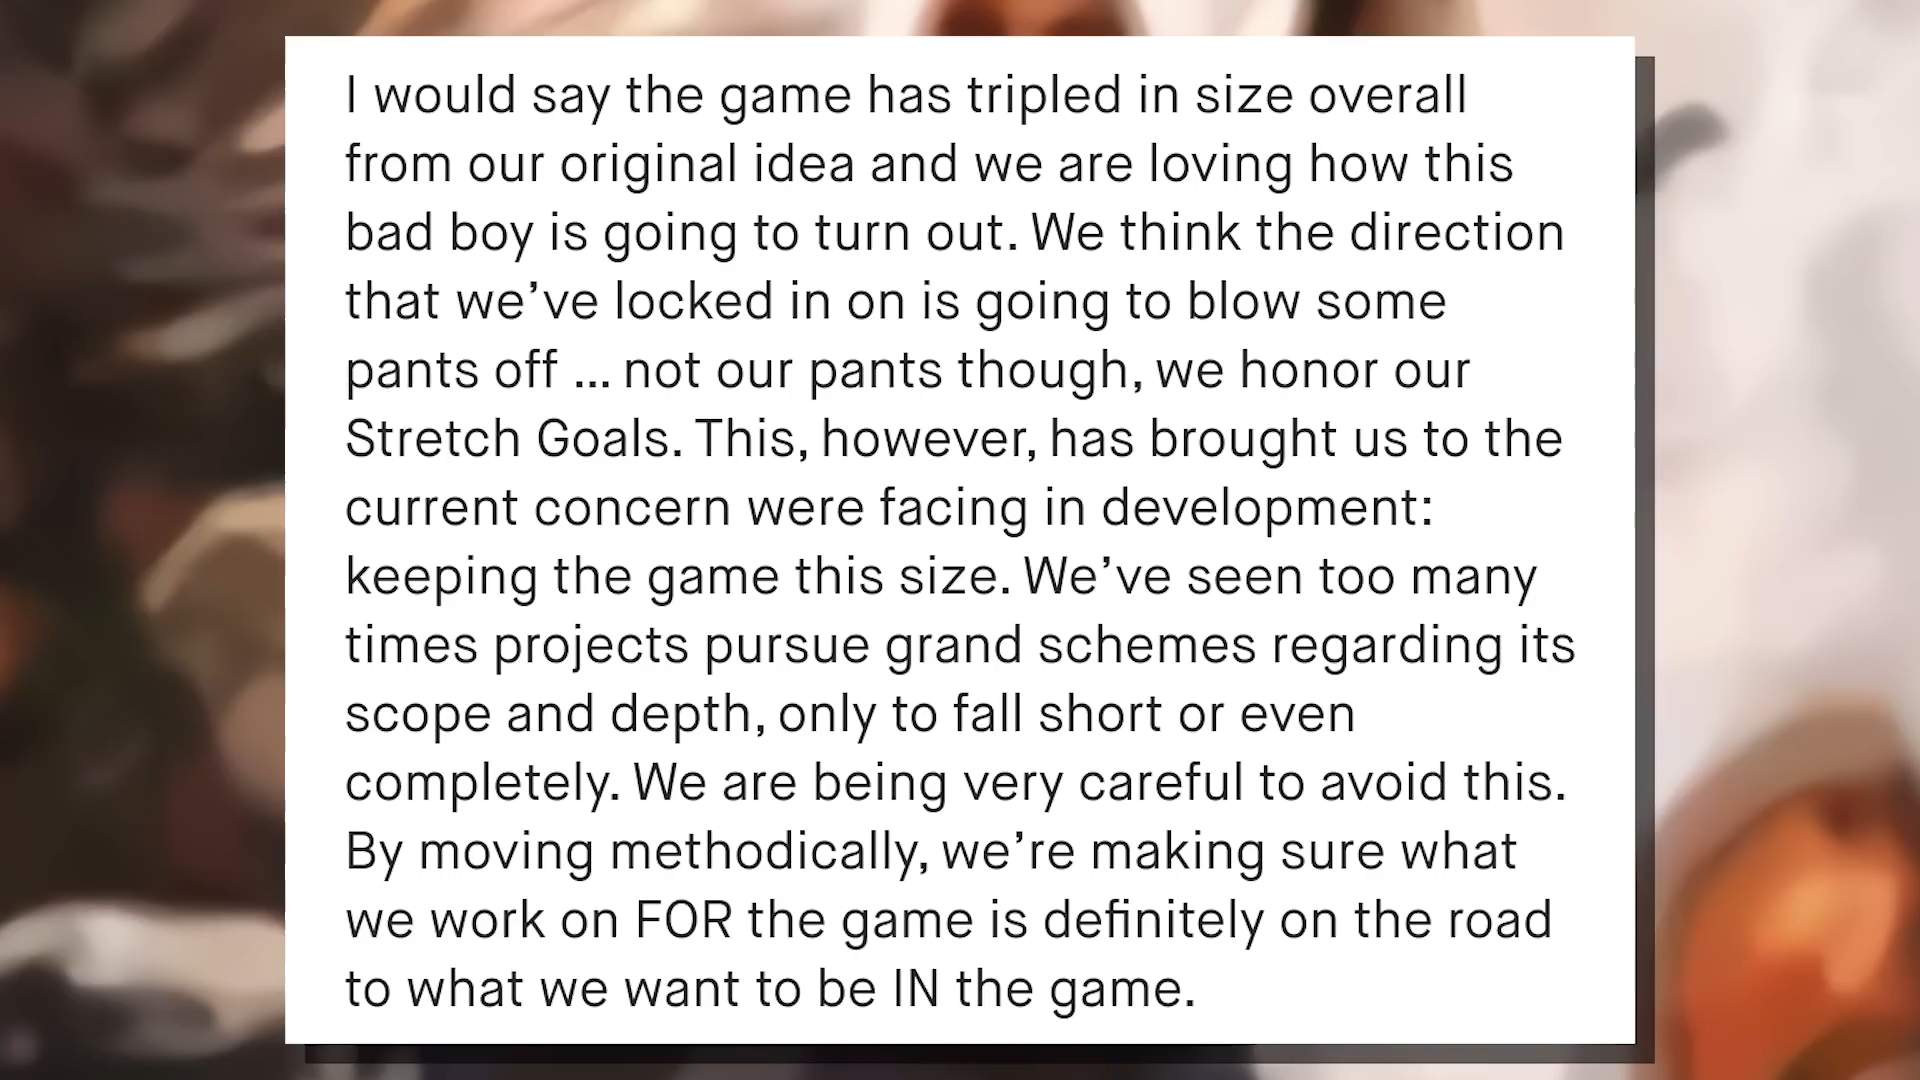 I would say the game has tripled in size overall
from our original idea and we are loving how this
bad boy is going to turn out. We think the direction
that we’ve locked in on is going to blow some
pants off ... not our pants though, we honor our
Stretch Goals. This, however, has brought us to the
current concern were facing in development:
keeping the game this size. We’ve seen too many
times projects pursue grand schemes regarding its
scope and depth, only to fall short or even
completely. We are being very careful to avoid this.
By moving methodically, we’re making sure what
we work on FOR the game is definitely on the road
to what we want to be IN the game.